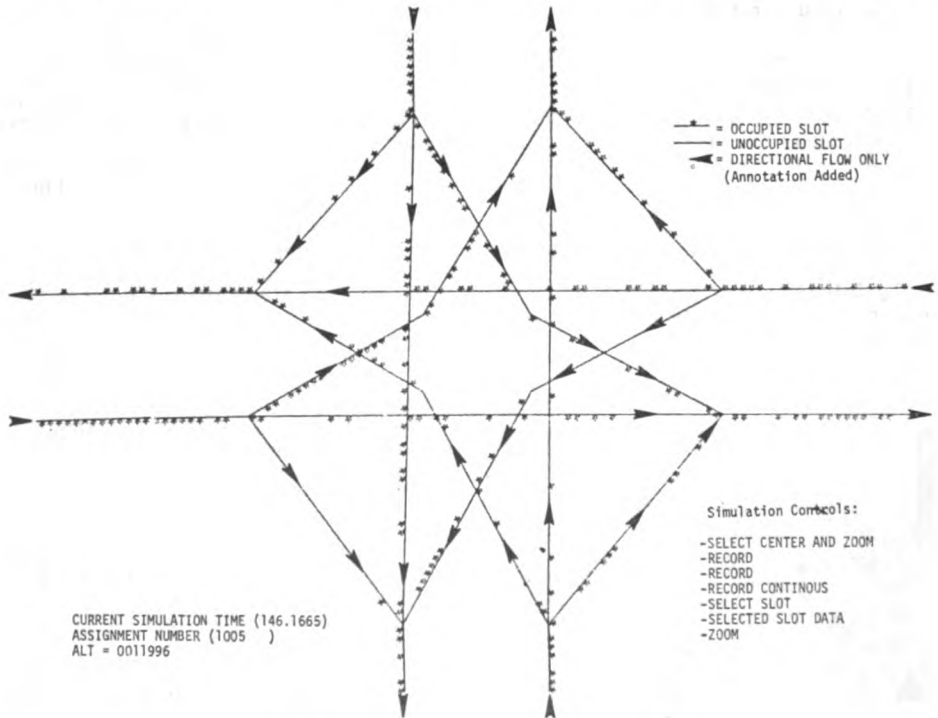 * = OCCUPIED SLOT
= UNOCCUPIED SLOT
= DIRECTIONAL FLOW ONLY
(Annotation Added)
Simulation Controls:
-SELECT CENTER AND ZOOM
-RECORD
-RECORD
-RECORD CONTINOUS
-SELECT SLOT
-SELECTED SLOT DATA
-ZOOM
CURRENT SIMULATION TIME (146.1665)
ASSIGNMENT NUMBER (1005 )
ALT = 0011996